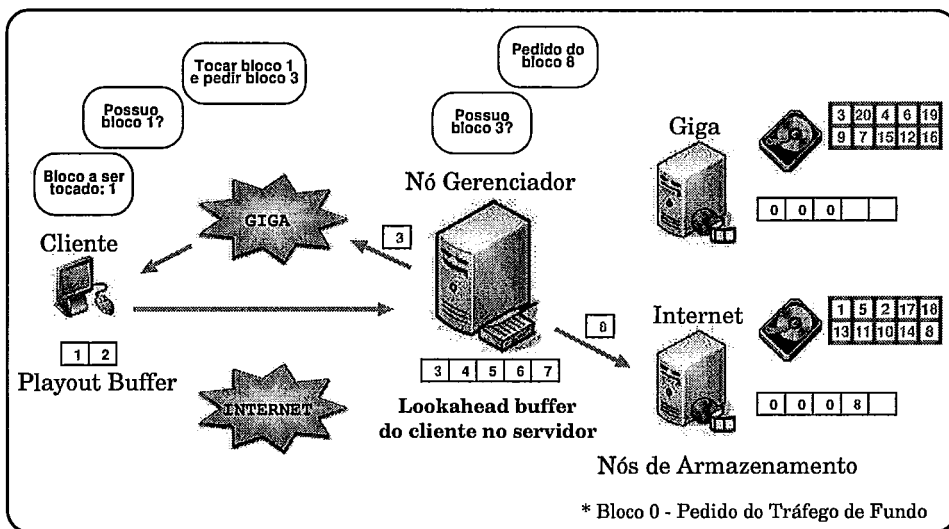 Tocar bloco 1
e pedir bloco 3
Possuo
bloco 1?
Bloco a ser
tocado: 1
Cliente
1 2
Playout Buffer
GIGA
INTERNET
Pedido do
bloco 8
Possuo
bloco 3?
Nó Gerenciador
3
8
3 4 5 6 7
Lookahead buffer
do cliente no servidor
Giga
3 20 4 6 19
9 7 15 12 16
0 0 0
Internet
1 5 2 17 18
13 11 10 14 8
0 0 0 8
Nós de Armazenamento
* Bloco 0 - Pedido do Tráfego de Fundo